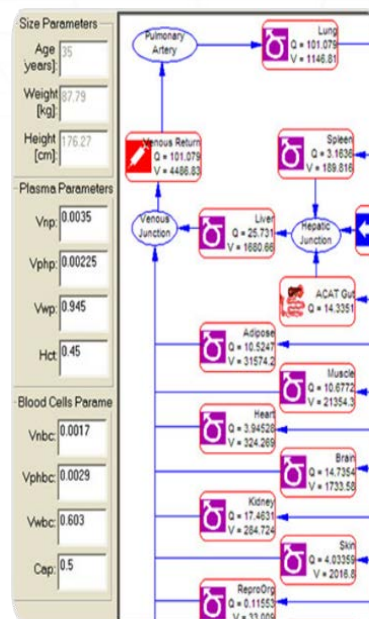 Size Parameters
Age
years]: 35
Weight
[kg]: 87.79
Height
[cm]: 176.27
Plasma Parameters
Vnp: 0.0035
Vphp: 0.00225
Vwp: 0.945
Hct: 0.45
Blood Cells Parame
Vnbc: 0.0017
Vphbc: 0.0029
Vwbc: 0.603
Cap: 0.5
Pulmonary
Artery
Lung
Q = 101.079
V = 1146.81
Venous Return
Q = 101.079
V = 4486.83
Spleen
Q = 3.1636
V = 189.816
Venous
Junction
Liver
Q = 25.731
V = 1680.66
Hepatic
Junction
ACAT Gut
Q = 14.3351
Adipose
Q = 10.5247
V = 31574.2
Muscle
Q = 10.6772
V = 21354.3
Heart
Q = 3.94528
V = 324.269
Brain
Q = 14.7354
V = 1733.58
Kidney
Q = 17.4631
V = 284.724
Skin
Q = 4.03359
V = 2016.8
ReproOrg
Q = 0.11553
V = 33.009